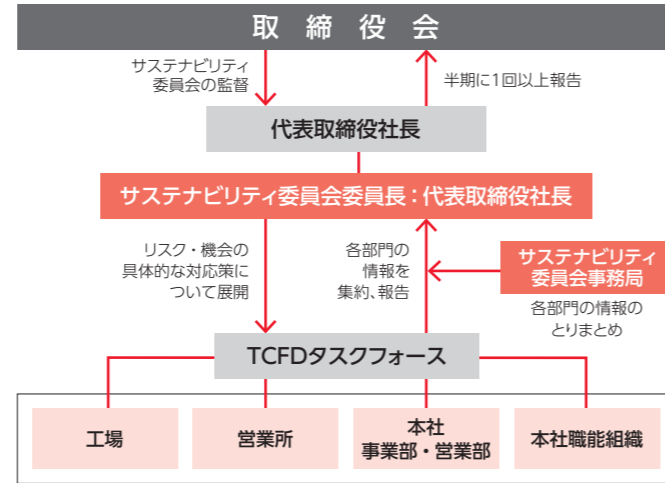 取締役会
サステナビリティ
委員会の監督
半期に1回以上報告
代表取締役社長
サステナビリティ委員会委員長：代表取締役社長
リスク・機会の
具体的な対応策に
ついて展開
各部門の
情報を
集約、報告
サステナビリティ
委員会事務局
各部門の情報の
とりまとめ
TCFDタスクフォース
工場
営業所
本社
事業部・営業部
本社職能組織